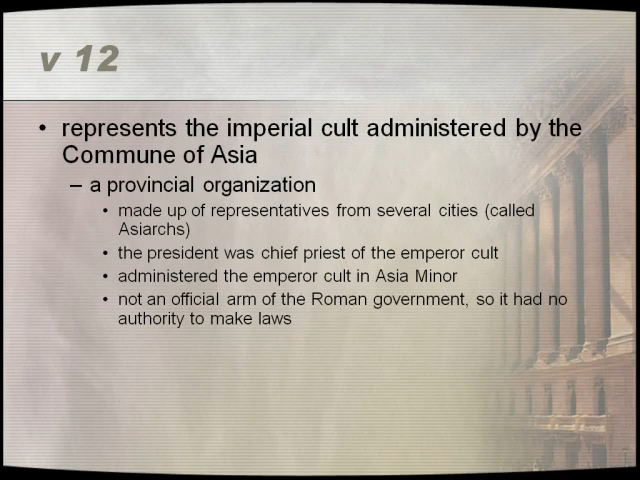 v 12
• represents the imperial cult administered by the
Commune of Asia
– a provincial organization
• made up of representatives from several cities (called
Asiarchs)
• the president was chief priest of the emperor cult
• administered the emperor cult in Asia Minor
• not an official arm of the Roman government, so it had no
authority to make laws